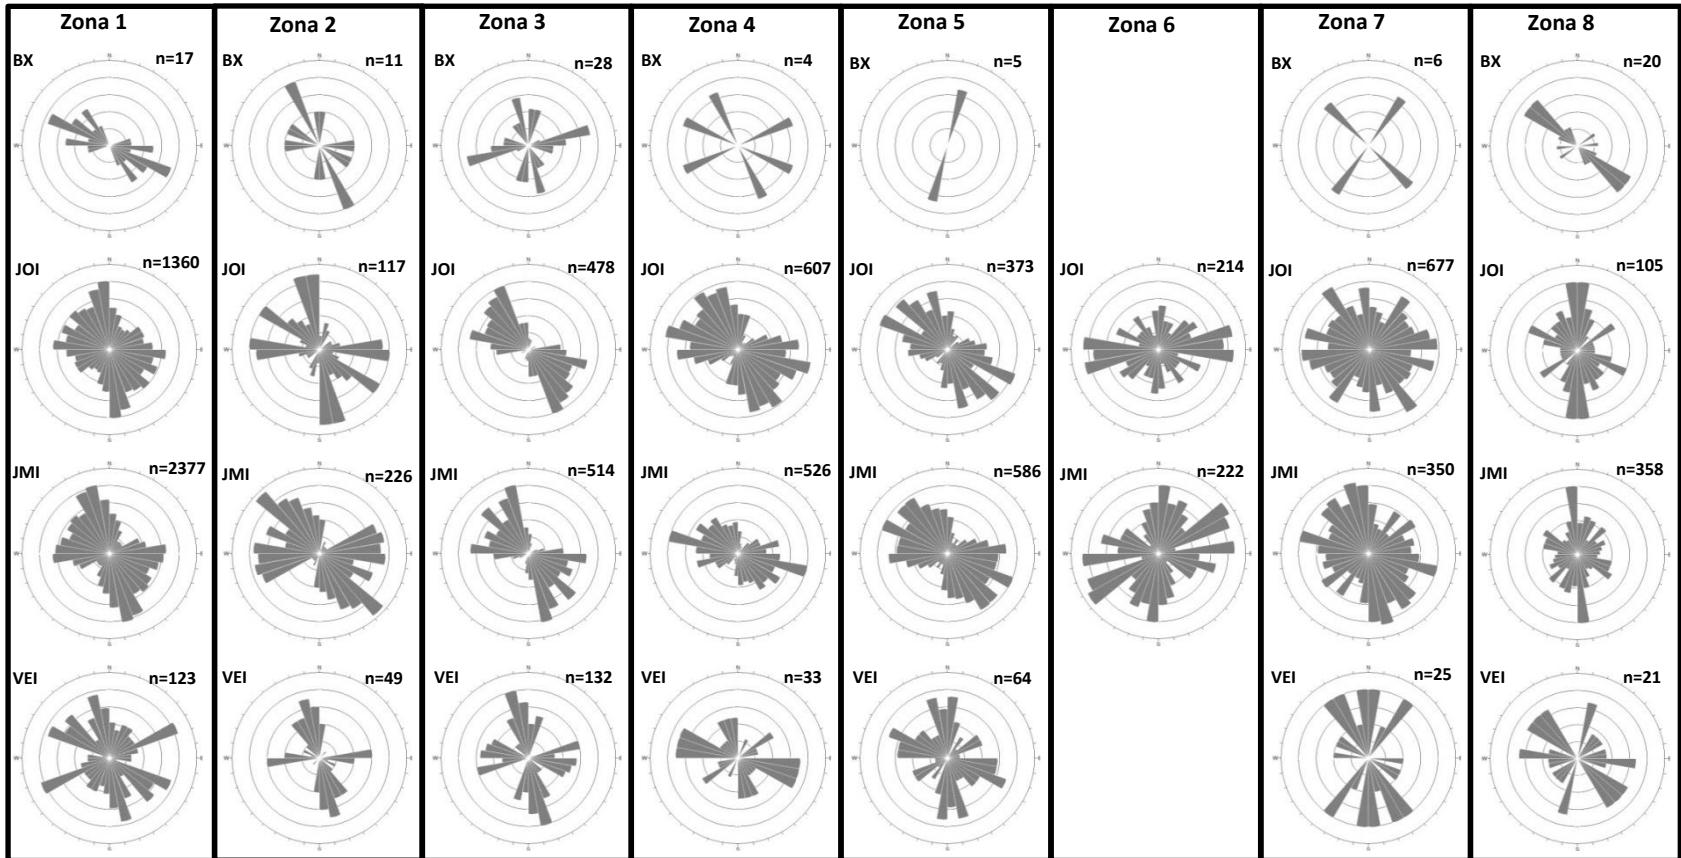 Zona 1 Zona 2 Zona 3 Zona 4 Zona 5 Zona 6 Zona 7 Zona 8
BX n=17 BX n=11 BX n=28 BX n=4 BX n=5 BX n=6 BX n=20
JOI n=1360 JOI n=117 JOI n=478 JOI n=607 JOI n=373 JOI n=214 JOI n=677 JOI n=105
JMI n=2377 JMI n=226 JMI n=514 JMI n=526 JMI n=586 JMI n=222 JMI n=350 JMI n=358
VEI n=123 VEI n=49 VEI n=132 VEI n=33 VEI n=64 VEI n=25 VEI n=21